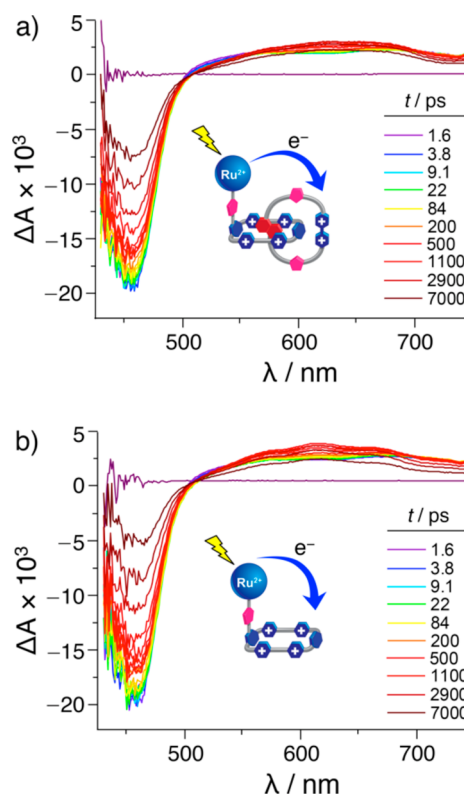 a)
5
0
−5
−10
−15
−20
ΔA × 10³
e⁻
Ru²⁺
+ +
+ +
+
+
t / ps
1.6
3.8
9.1
22
84
200
500
1100
2900
7000
500 600 700
λ / nm
b)
5
0
−5
−10
−15
−20
ΔA × 10³
e⁻
Ru²⁺
+ +
+ +
t / ps
1.6
3.8
9.1
22
84
200
500
1100
2900
7000
500 600 700
λ / nm